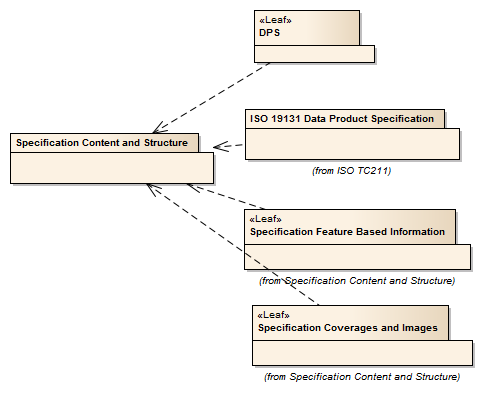 «Leaf»
DPS
ISO 19131 Data Product Specification
(from ISO TC211)
Specification Content and Structure
«Leaf»
Specification Feature Based Information
(from Specification Content and Structure)
«Leaf»
Specification Coverages and Images
(from Specification Content and Structure)